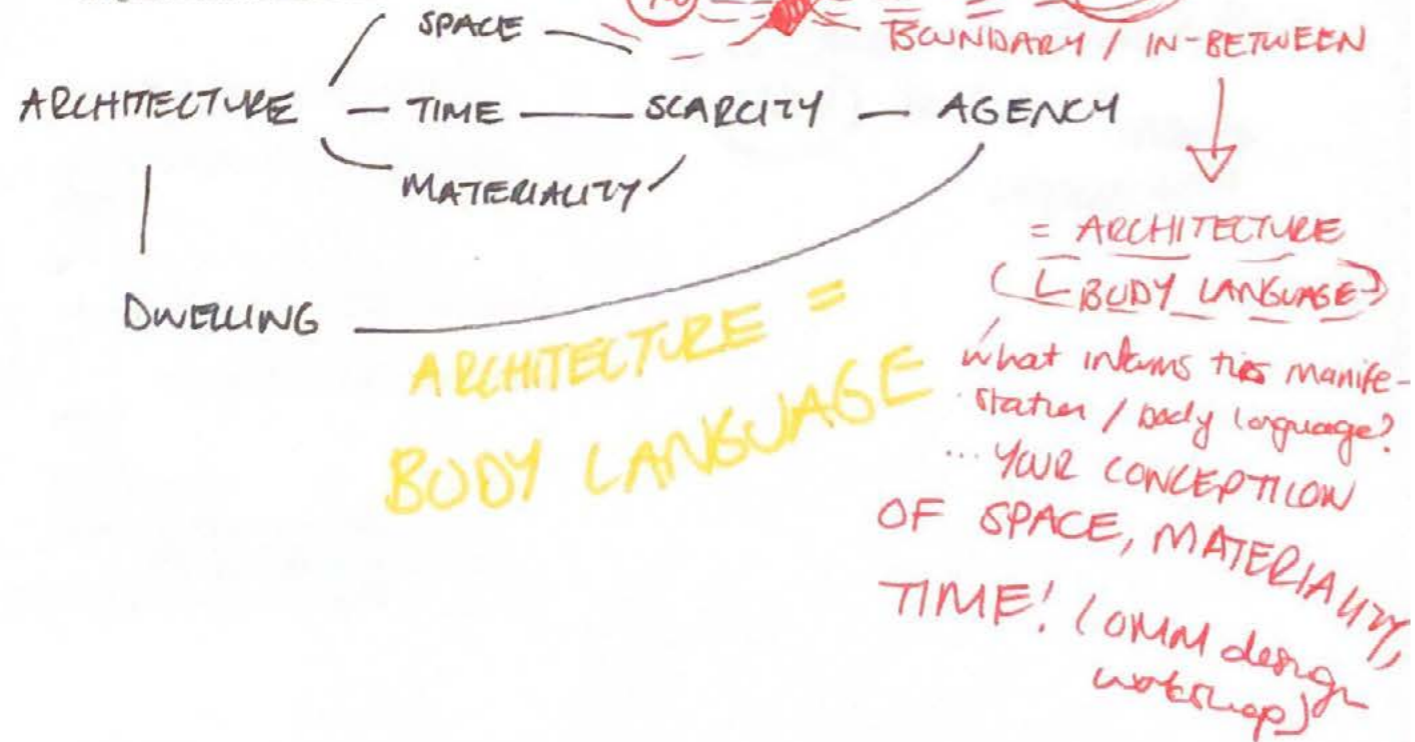 SPACE
BOUNDARY / IN-BETWEEN
ARCHITECTURE — TIME — SCARCITY — AGENCY
MATERIALITY
DWELLING
= ARCHITECTURE
BODY LANGUAGE
ARCHITECTURE =
BODY LANGUAGE
what informs this manife-
station / body language?
... YOUR CONCEPTION
OF SPACE, MATERIALITY,
TIME! (OMM design
workshop)